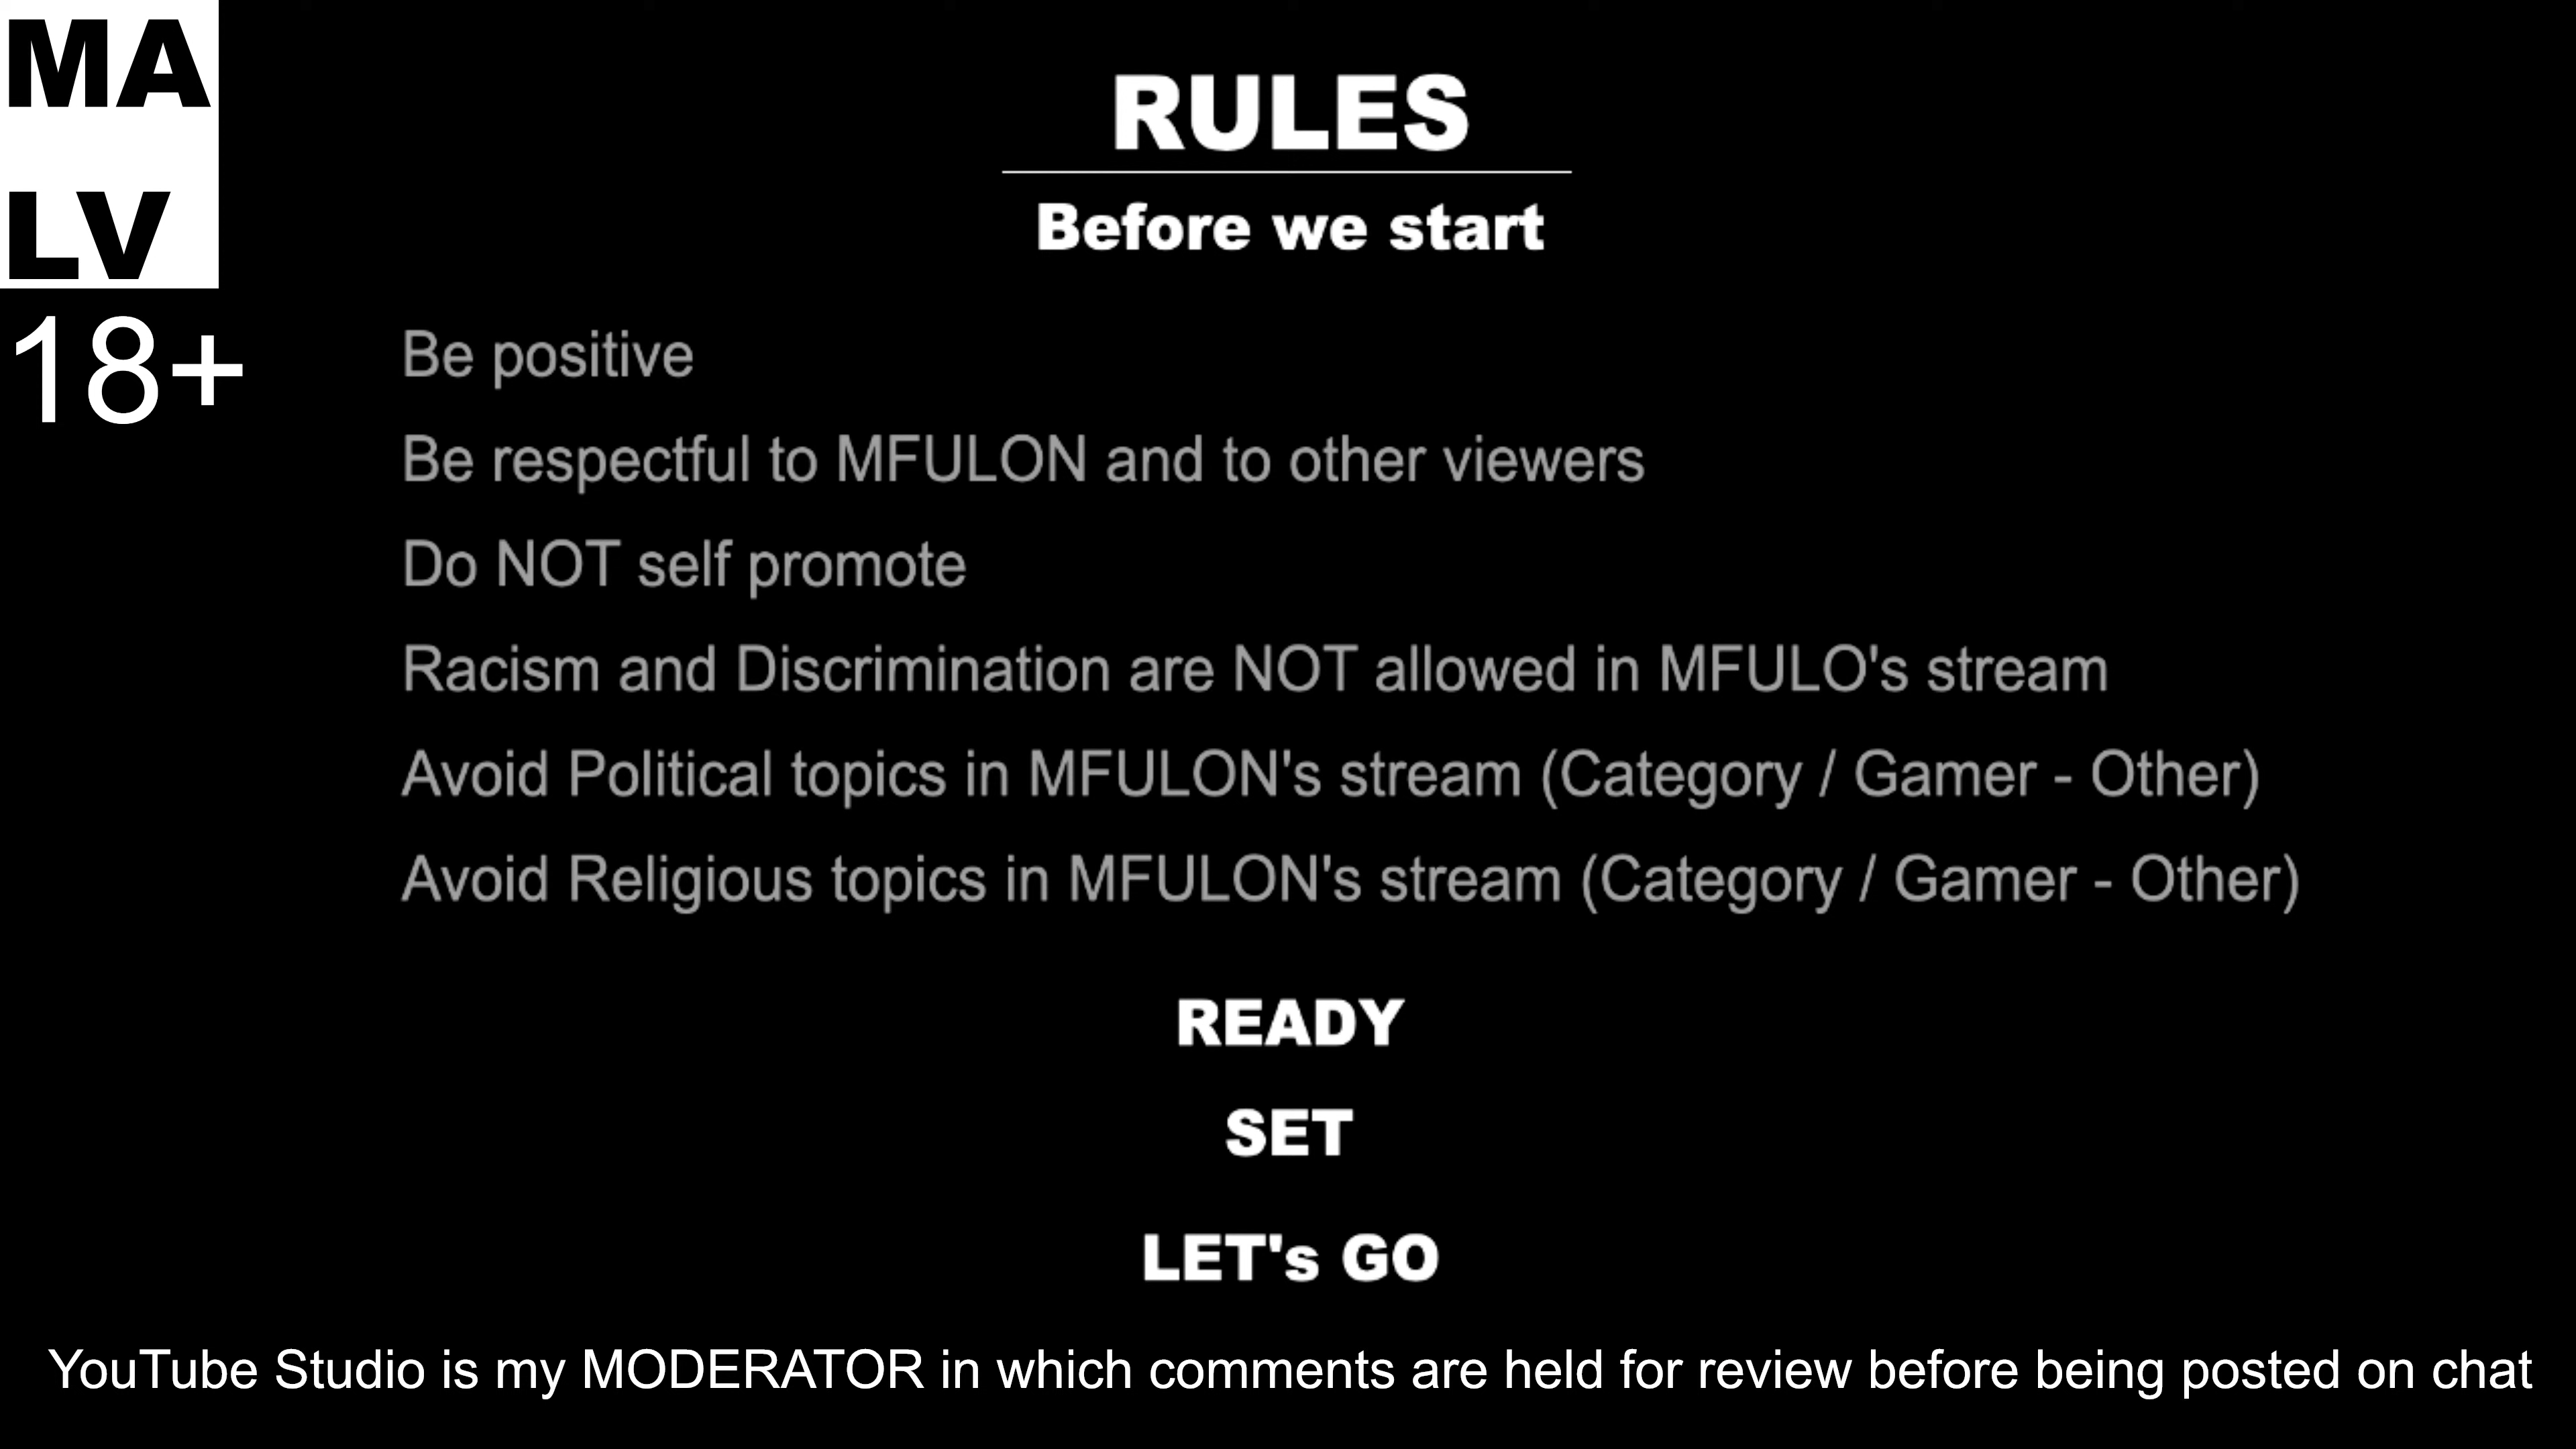 MA
LV
18+
RULES
Before we start
Be positive
Be respectful to MFULON and to other viewers
Do NOT self promote
Racism and Discrimination are NOT allowed in MFULO's stream
Avoid Political topics in MFULON's stream (Category / Gamer - Other)
Avoid Religious topics in MFULON's stream (Category / Gamer - Other)
READY
SET
LET's GO
YouTube Studio is my MODERATOR in which comments are held for review before being posted on chat